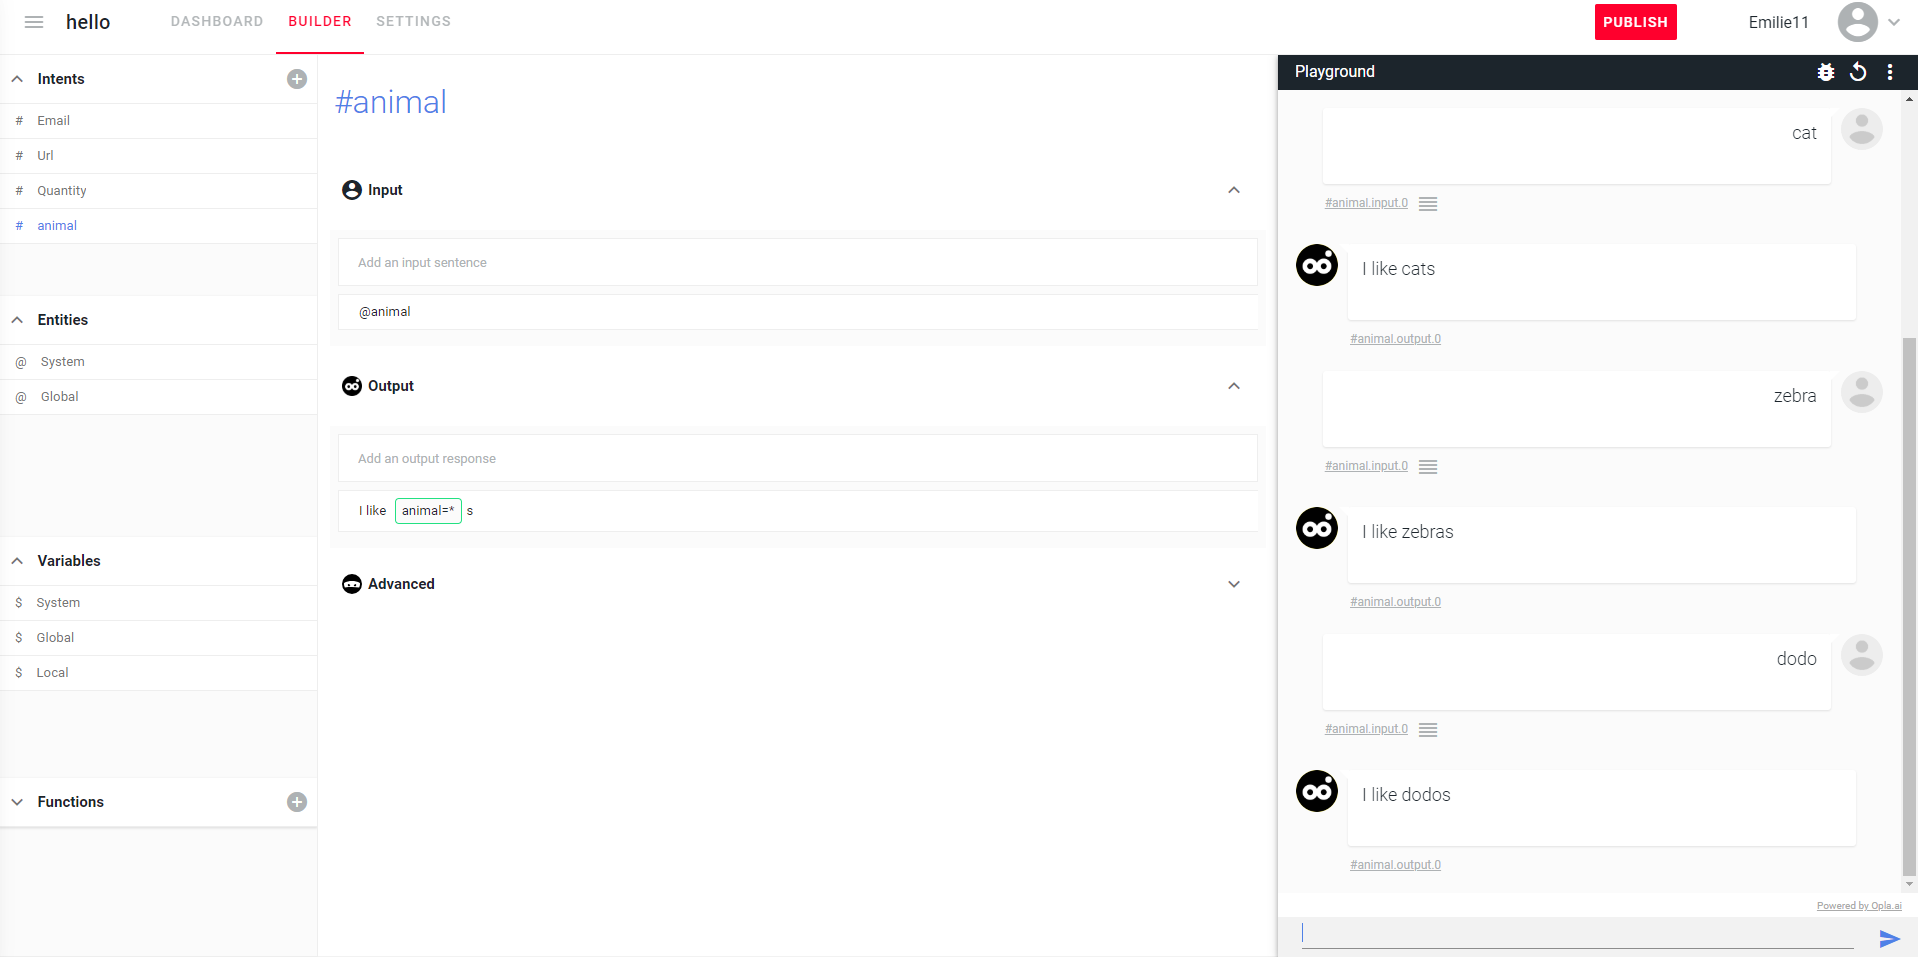 hello
DASHBOARD
BUILDER
SETTINGS
PUBLISH
Emilie11
Intents
# Email
# Url
# Quantity
# animal
Entities
@ System
@ Global
Variables
$ System
$ Global
$ Local
Functions
#animal
Input
Add an input sentence
@animal
Output
Add an output response
I like animal=* s
Advanced
Playground
cat
#animal.input.0
I like cats
#animal.output.0
zebra
#animal.input.0
I like zebras
#animal.output.0
dodo
#animal.input.0
I like dodos
#animal.output.0
Powered by Opla.ai